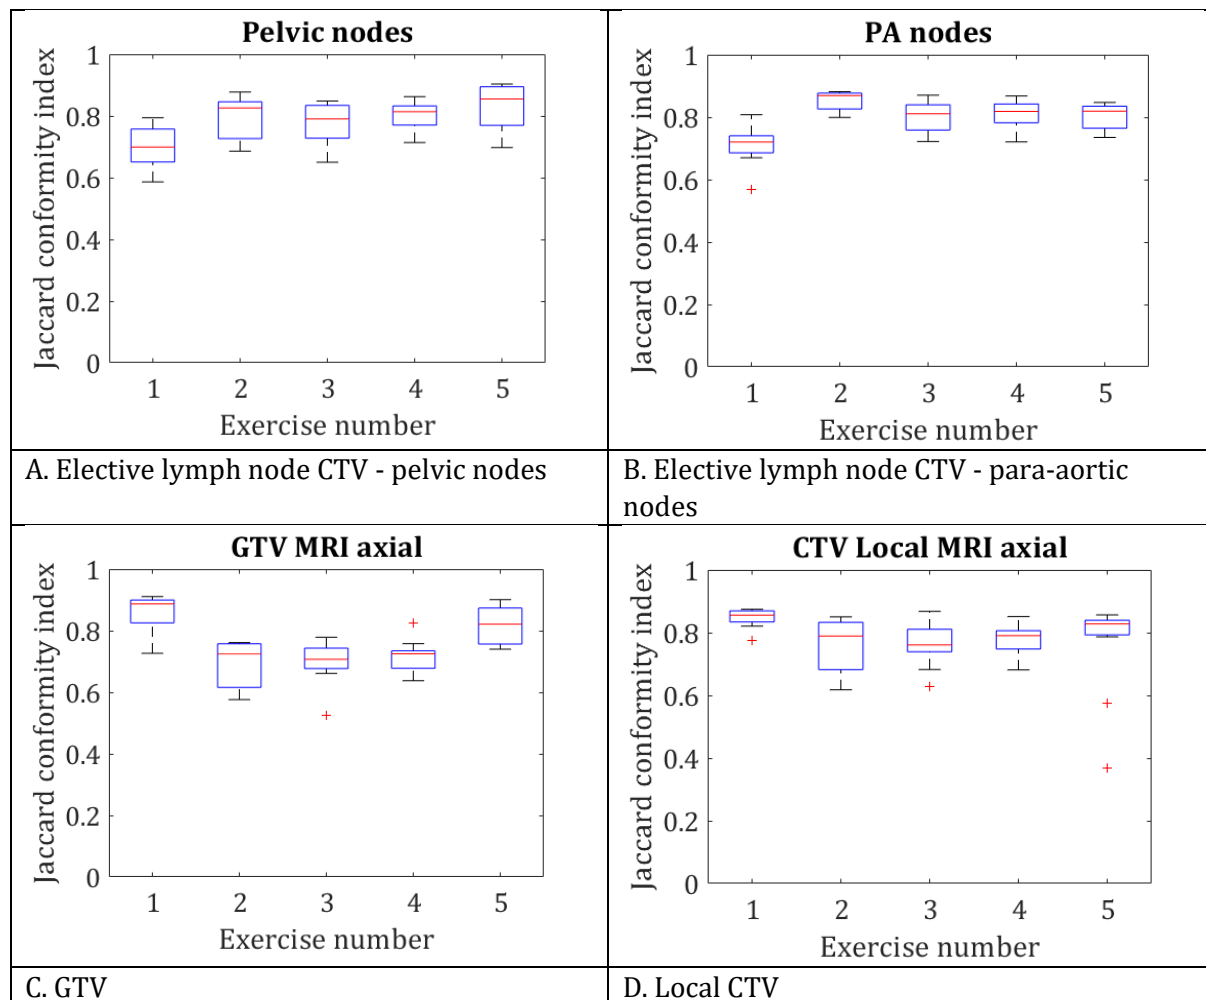 Pelvic nodes
Jaccard conformity index
1
0.8
0.6
0.4
0.2
0
1 2 3 4 5
Exercise number
A. Elective lymph node CTV - pelvic nodes
PA nodes
Jaccard conformity index
1
0.8
0.6
0.4
0.2
0
1 2 3 4 5
Exercise number
B. Elective lymph node CTV - para-aortic
nodes
GTV MRI axial
Jaccard conformity index
1
0.8
0.6
0.4
0.2
0
1 2 3 4 5
Exercise number
C. GTV
CTV Local MRI axial
Jaccard conformity index
1
0.8
0.6
0.4
0.2
0
1 2 3 4 5
Exercise number
D. Local CTV